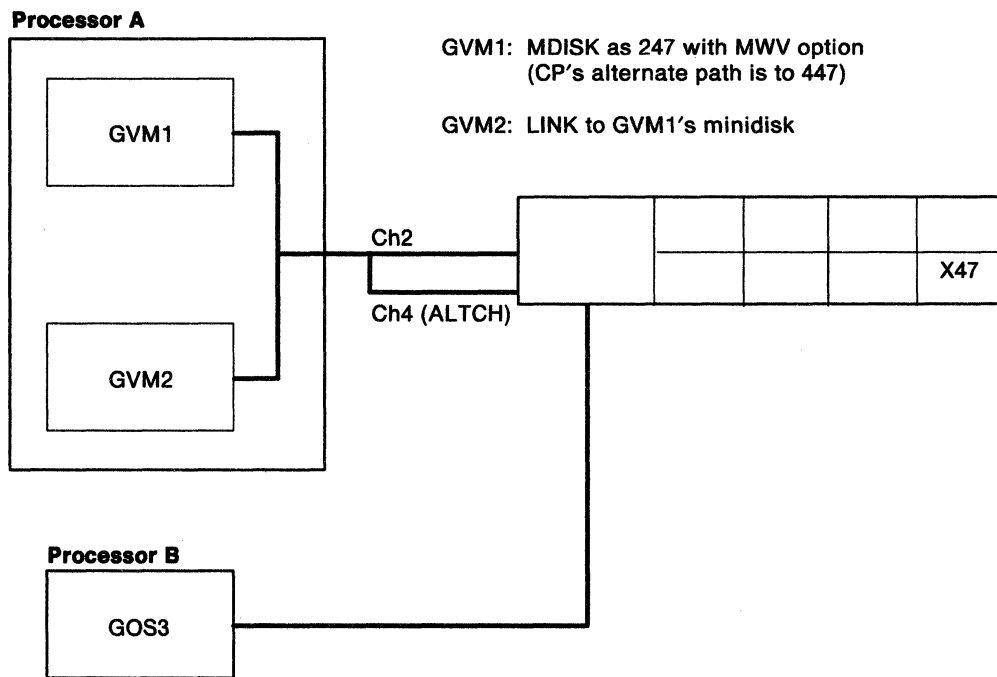 Processor A
GVM1: MDISK as 247 with MWV option
(CP's alternate path is to 447)
GVM1
GVM2: LINK to GVM1's minidisk
Ch2
X47
Ch4 (ALTCH)
GVM2
Processor B
GOS3